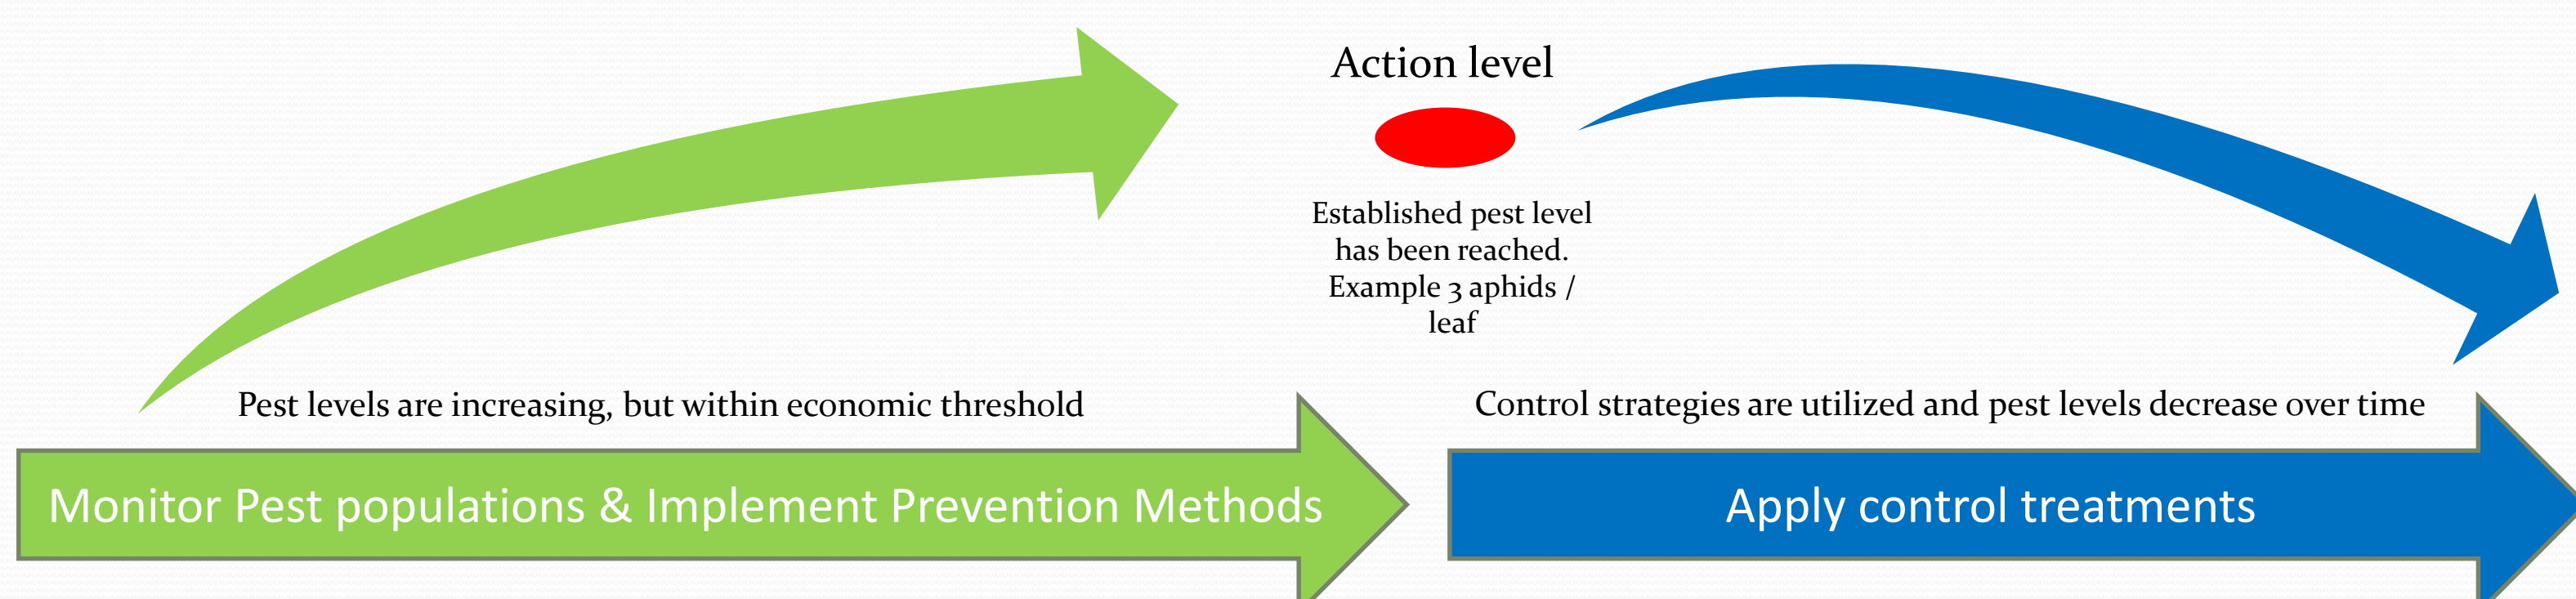 Action level
Established pest level
has been reached.
Example 3 aphids /
leaf
Pest levels are increasing, but within economic threshold
Control strategies are utilized and pest levels decrease over time
Monitor Pest populations & Implement Prevention Methods
Apply control treatments